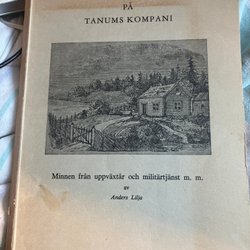 PÅ
TANUMS KOMPANI
Minnen från uppväxtår och militärtjänst m. m.
av
Anders Lilja